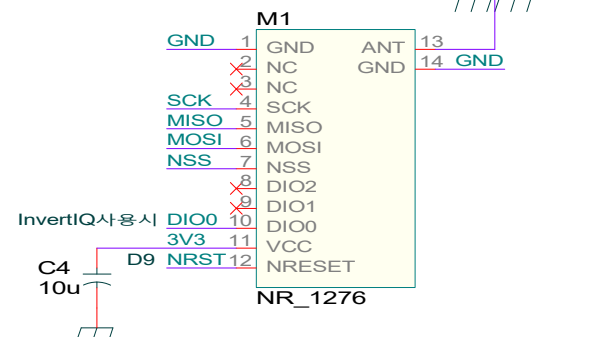 M1
GND 1 GND ANT 13
2 NC GND 14 GND
3 NC
SCK 4 SCK
MISO 5 MISO
MOSI 6 MOSI
NSS 7 NSS
8 DIO2
9 DIO1
InvertIQ사용시 DIO0 10 DIO0
3V3 11 VCC
D9 NRST 12 NRESET
C4
10u
NR_1276